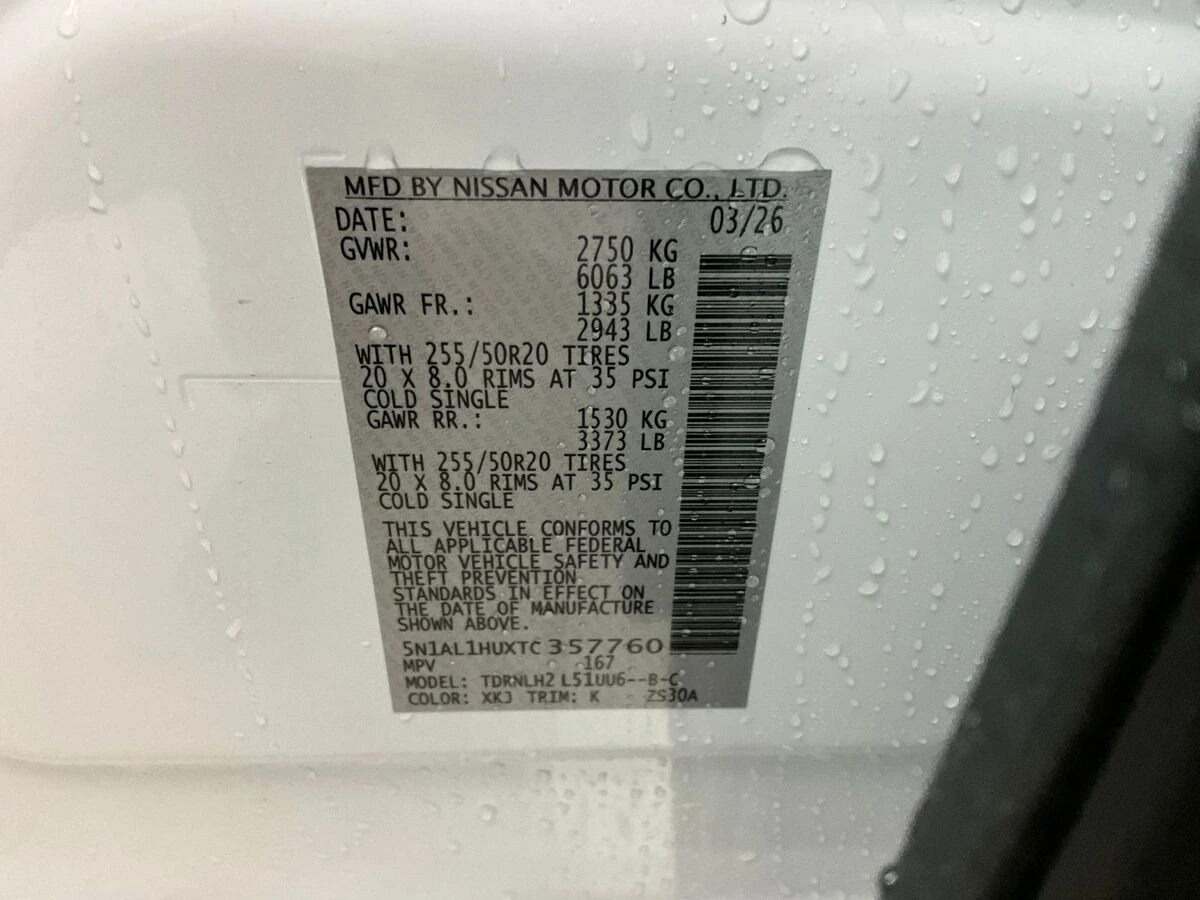 MFD BY NISSAN MOTOR CO., LTD.
DATE: 03/26
GVWR: 2750 KG
6063 LB
GAWR FR.: 1335 KG
2943 LB
WITH 255/50R20 TIRES
20 X 8.0 RIMS AT 35 PSI
COLD SINGLE
GAWR RR.: 1530 KG
3373 LB
WITH 255/50R20 TIRES
20 X 8.0 RIMS AT 35 PSI
COLD SINGLE
THIS VEHICLE CONFORMS TO
ALL APPLICABLE FEDERAL
MOTOR VEHICLE SAFETY AND
THEFT PREVENTION
STANDARDS IN EFFECT ON
THE DATE OF MANUFACTURE
SHOWN ABOVE.
5N1AL1HUXTC357760
MPV 167
MODEL: TDRNLH2 L51UU6--B-C
COLOR: XKJ TRIM: K ZS30A